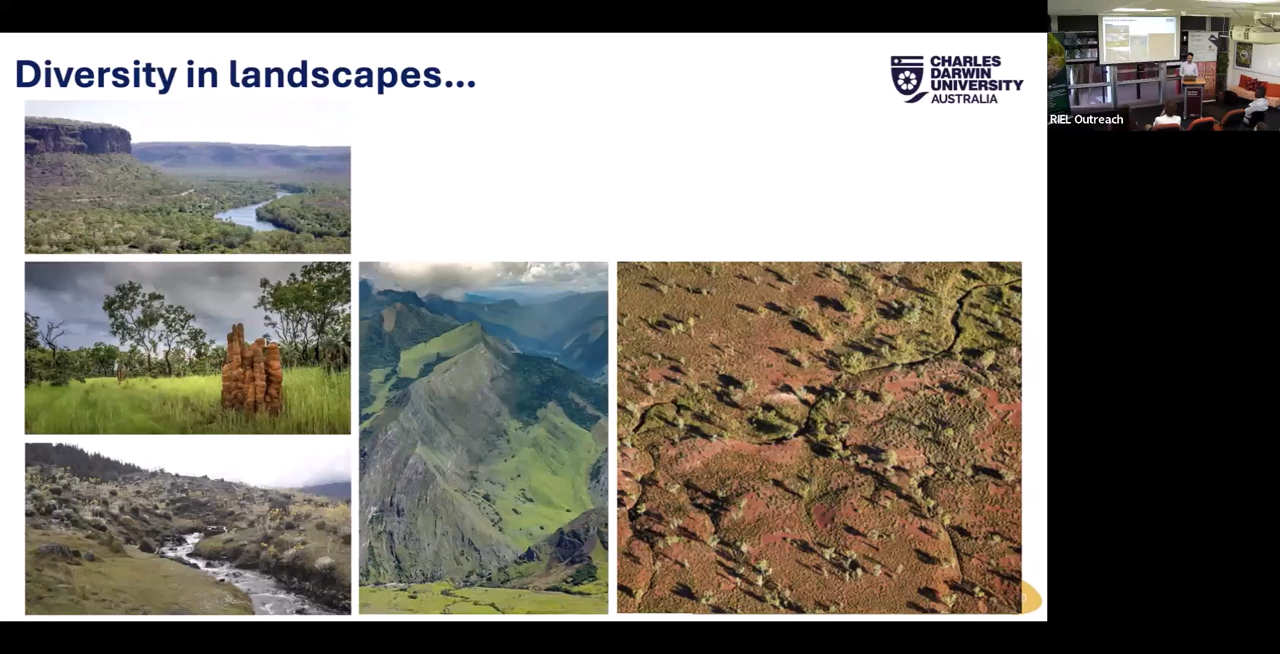 Diversity in landscapes...
CHARLES
DARWIN
UNIVERSITY
AUSTRALIA
RIEL Outreach